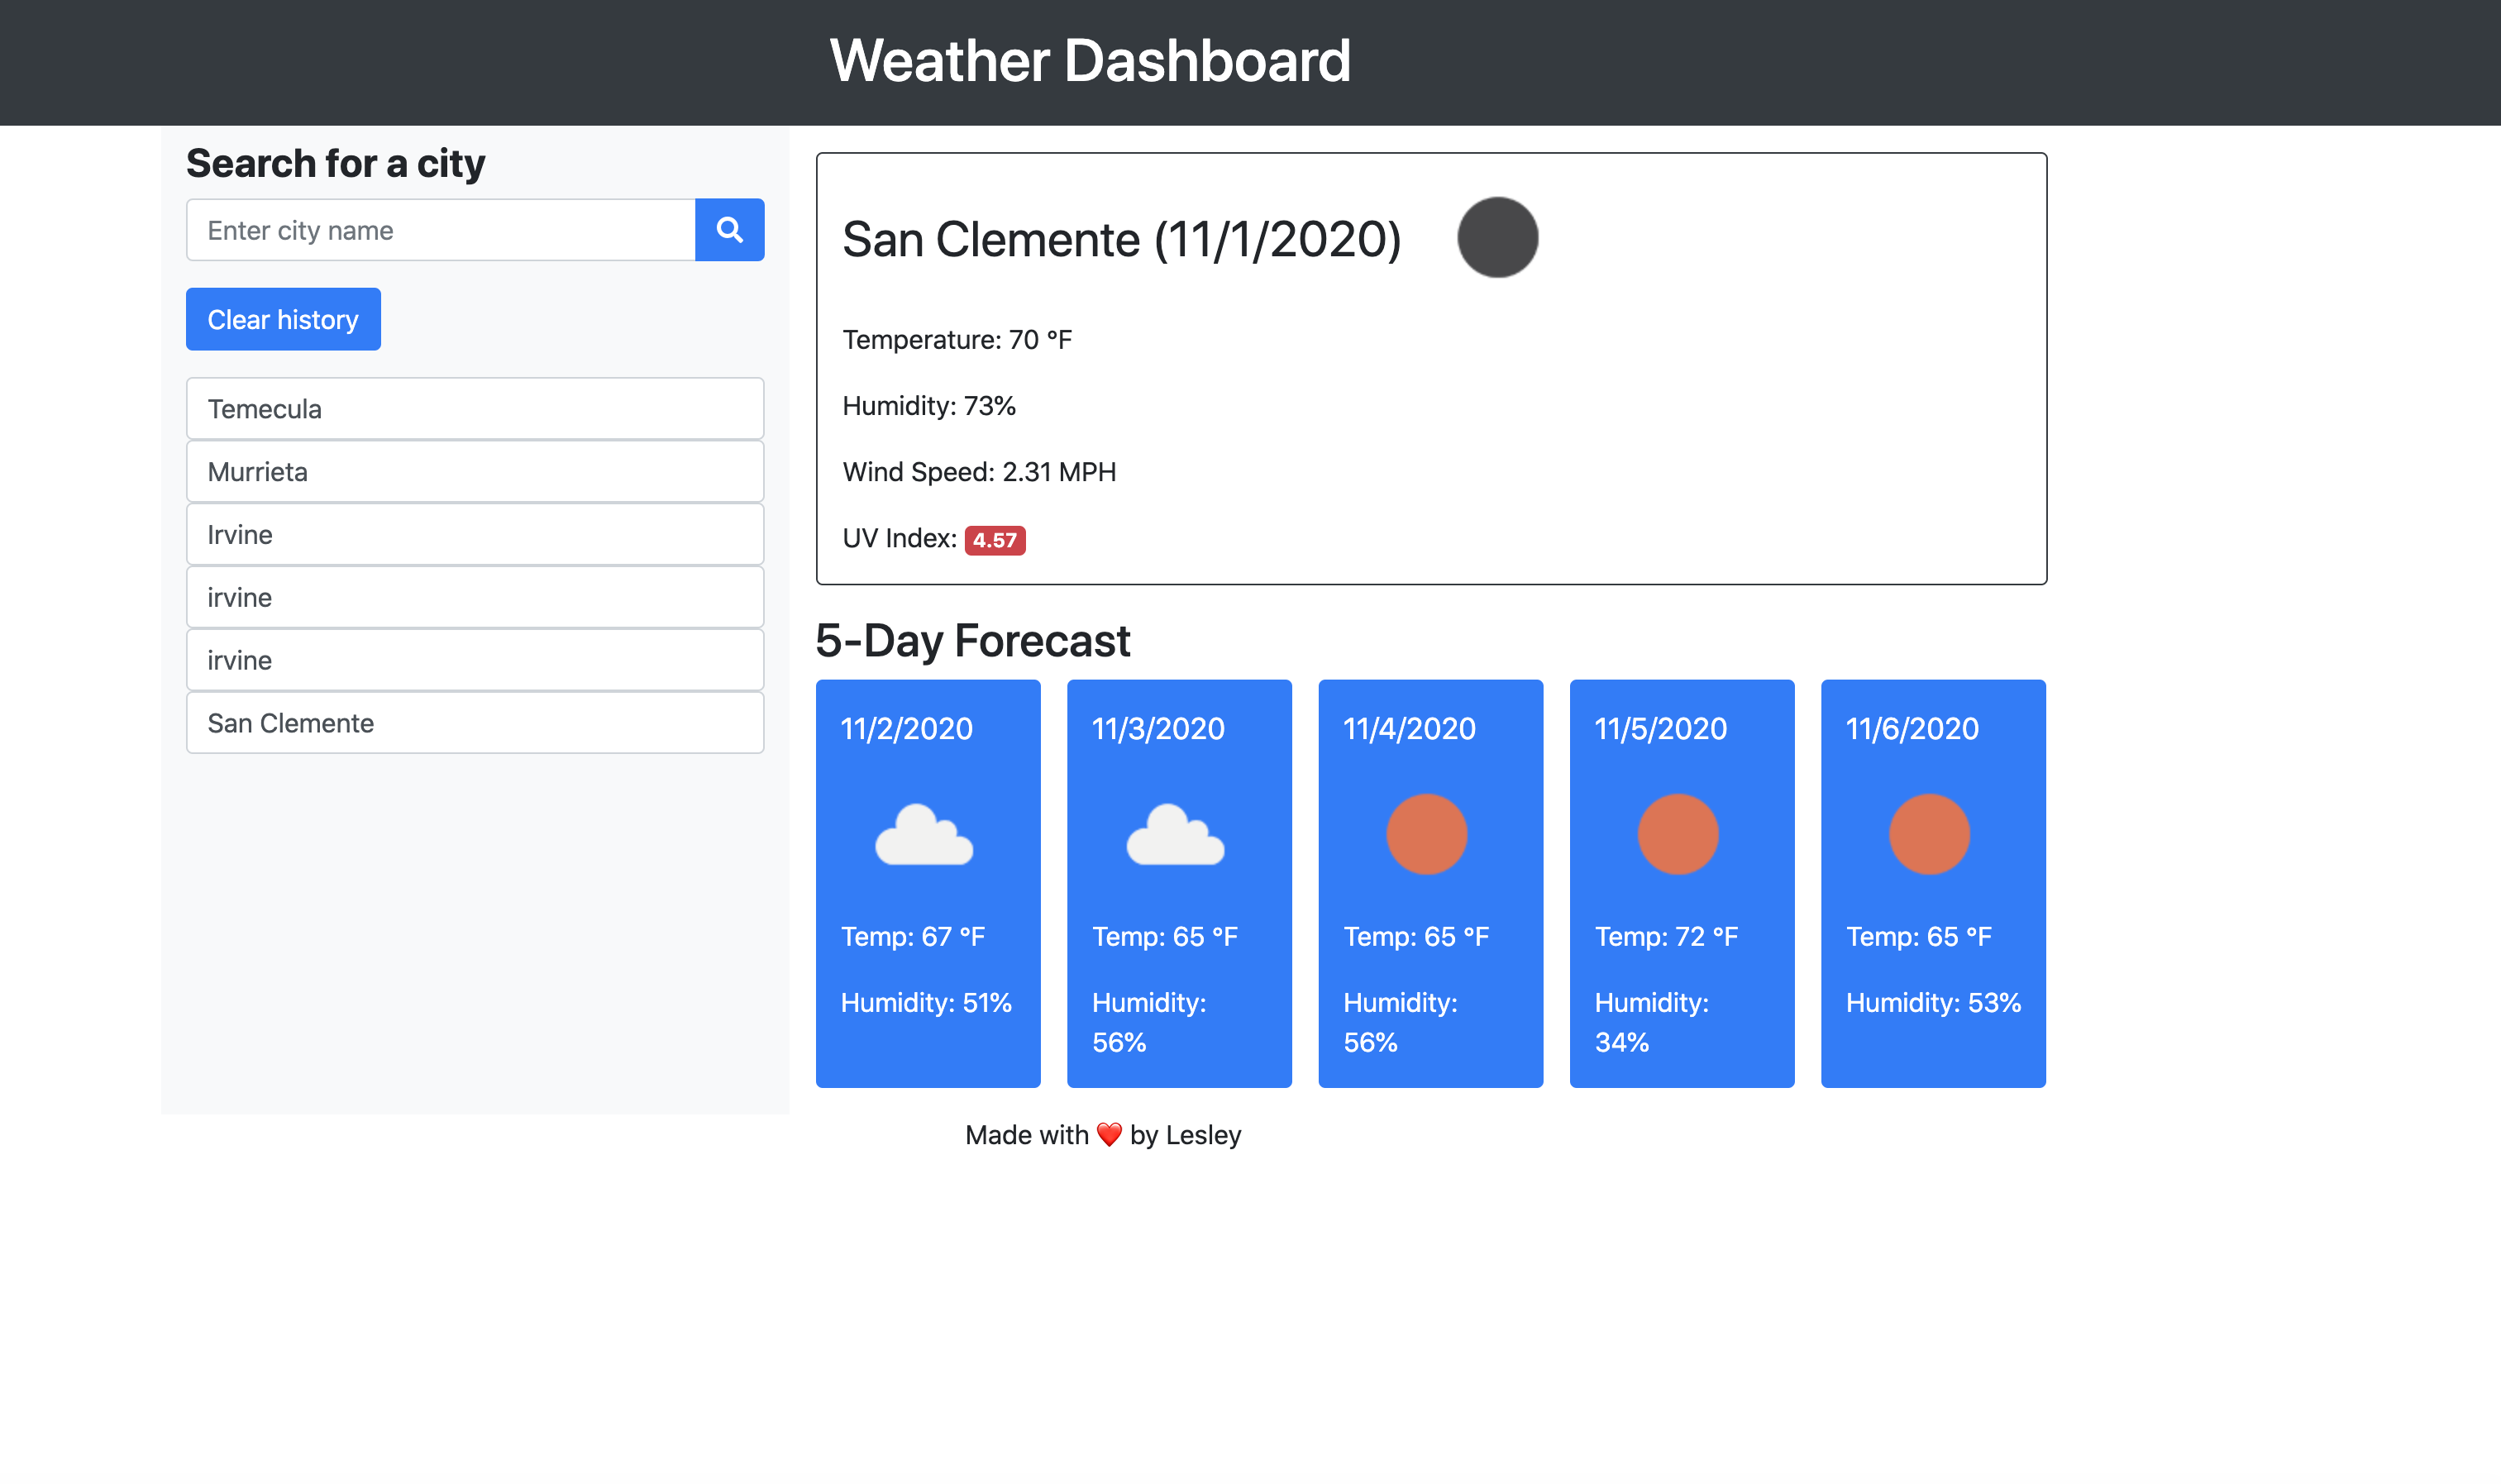 Weather Dashboard
Search for a city
Enter city name
Clear history
Temecula
Murrieta
Irvine
irvine
irvine
San Clemente
San Clemente (11/1/2020)
Temperature: 70 °F
Humidity: 73%
Wind Speed: 2.31 MPH
UV Index: 4.57
5-Day Forecast
11/2/2020
Temp: 67 °F
Humidity: 51%
11/3/2020
Temp: 65 °F
Humidity:
56%
11/4/2020
Temp: 65 °F
Humidity:
56%
11/5/2020
Temp: 72 °F
Humidity:
34%
11/6/2020
Temp: 65 °F
Humidity: 53%
Made with ❤️ by Lesley